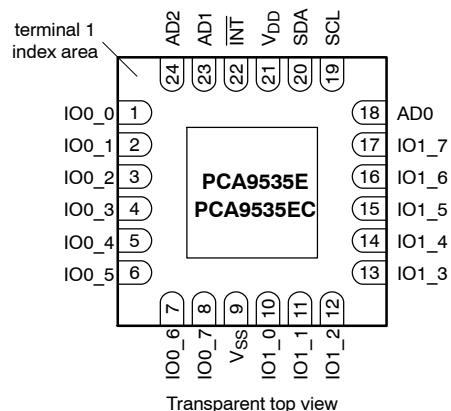 terminal 1
index area
AD2
AD1
INT
VDD
SDA
SCL
24
23
22
21
20
19
IO0_0 1
IO0_1 2
IO0_2 3
IO0_3 4
IO0_4 5
IO0_5 6
PCA9535E
PCA9535EC
18 AD0
17 IO1_7
16 IO1_6
15 IO1_5
14 IO1_4
13 IO1_3
7
8
9
10
11
12
IO0_6
IO0_7
VSS
IO1_0
IO1_1
IO1_2
Transparent top view